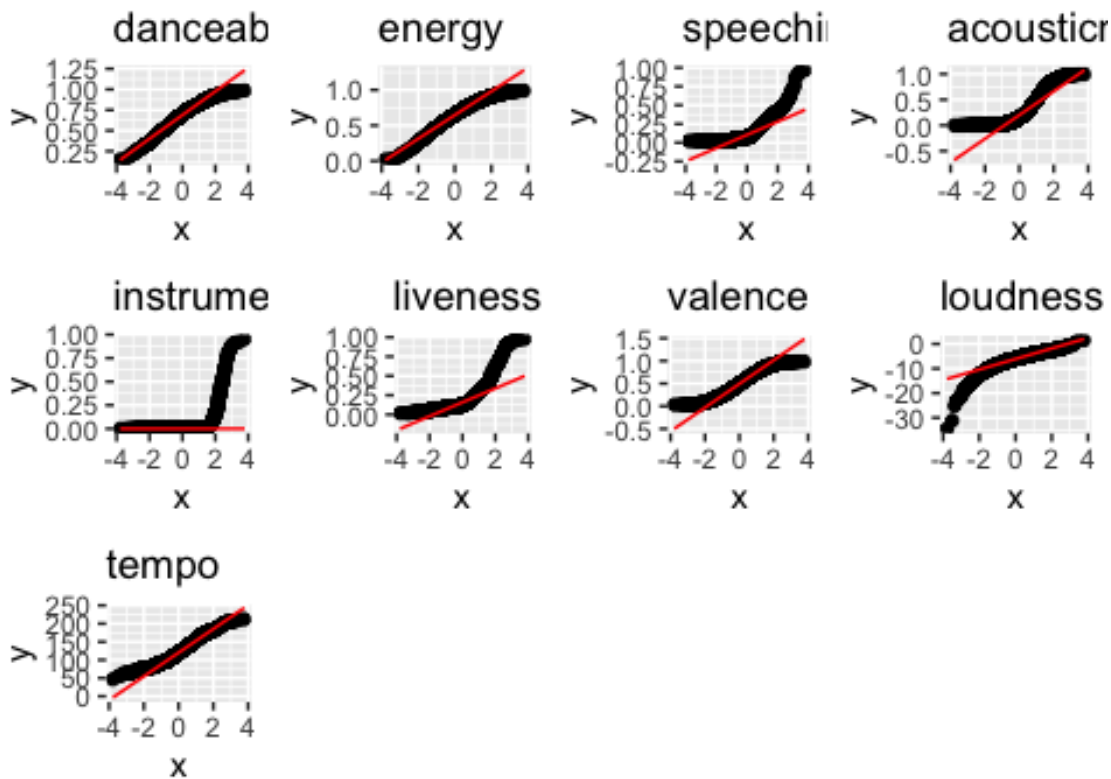 danceab
1.25
1.00
0.75
0.50
0.25
y
-4 -2 0 2 4
x
energy
1.0
0.5
0.0
y
-4 -2 0 2 4
x
speechi
1.00
0.75
0.50
0.25
0.00
-0.25
y
-4 -2 0 2 4
x
acousticr
1.0
0.5
0.0
-0.5
y
-4 -2 0 2 4
x
instrume
1.00
0.75
0.50
0.25
0.00
y
-4 -2 0 2 4
x
liveness
1.00
0.75
0.50
0.25
0.00
y
-4 -2 0 2 4
x
valence
1.5
1.0
0.5
0.0
-0.5
y
-4 -2 0 2 4
x
loudness
0
-10
-20
-30
y
-4 -2 0 2 4
x
tempo
250
200
150
100
50
0
y
-4 -2 0 2 4
x